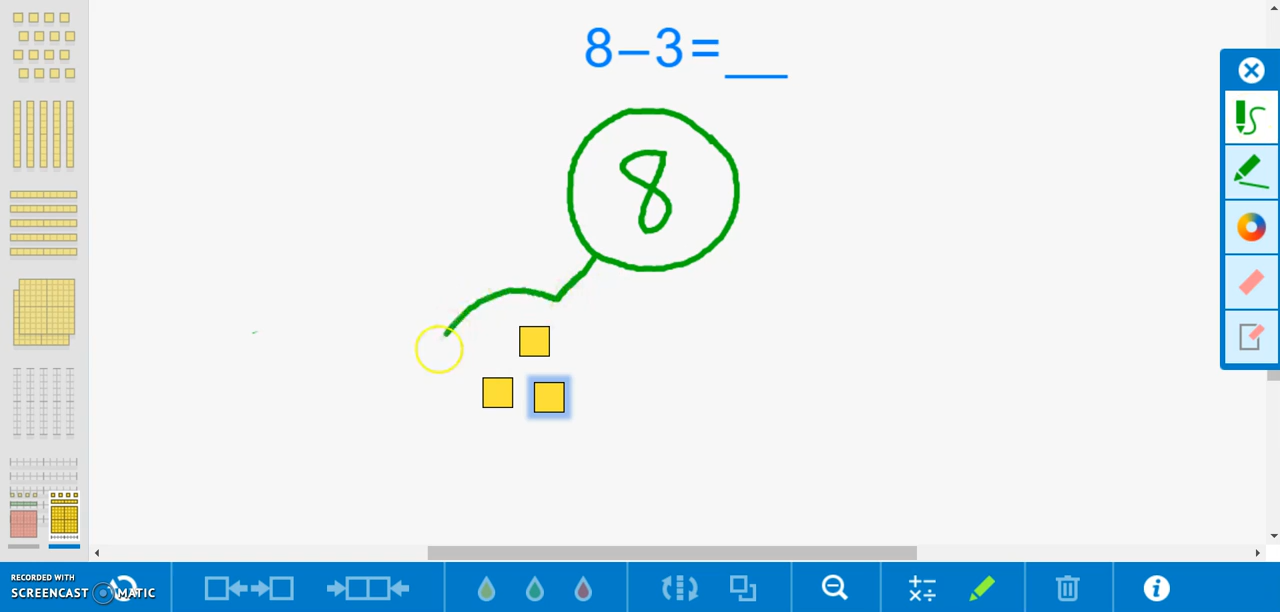 8–3=___
8
RECORDED WITH
SCREENCAST MATIC